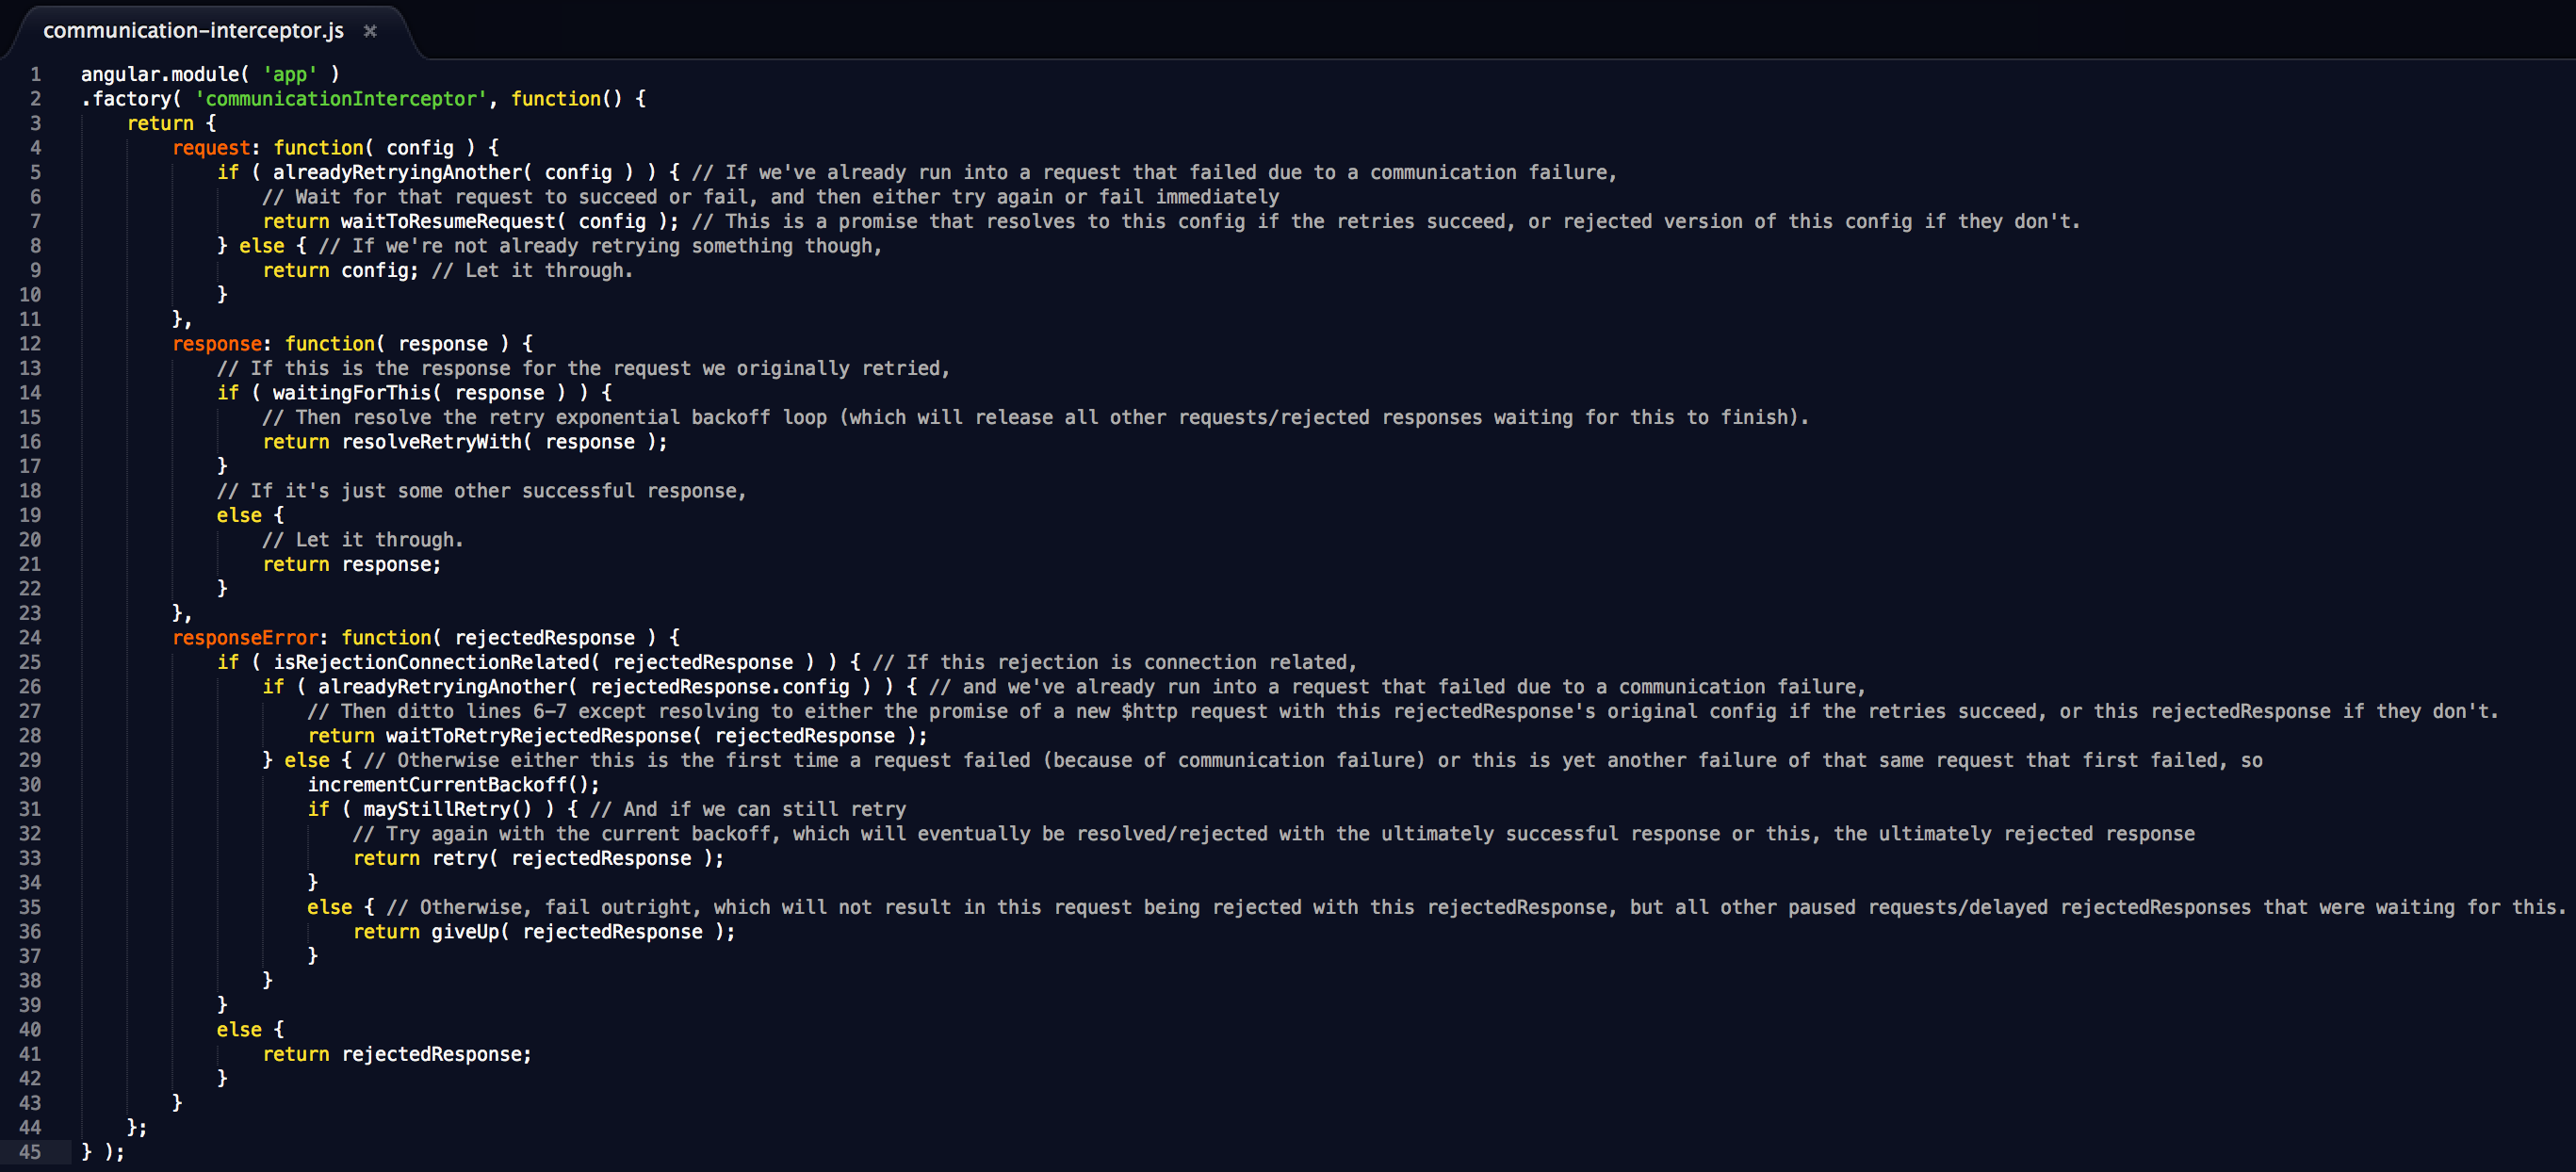 communication-interceptor.js ×
1 angular.module( 'app' )
2 .factory( 'communicationInterceptor', function() {
3     return {
4         request: function( config ) {
5             if ( alreadyRetryingAnother( config ) ) { // If we've already run into a request that failed due to a communication failure,
6                 // Wait for that request to succeed or fail, and then either try again or fail immediately
7                 return waitToResumeRequest( config ); // This is a promise that resolves to this config if the retries succeed, or rejected version of this config if they don't.
8             } else { // If we're not already retrying something though,
9                 return config; // Let it through.
10             }
11         },
12         response: function( response ) {
13             // If this is the response for the request we originally retried,
14             if ( waitingForThis( response ) ) {
15                 // Then resolve the retry exponential backoff loop (which will release all other requests/rejected responses waiting for this to finish).
16                 return resolveRetryWith( response );
17             }
18             // If it's just some other successful response,
19             else {
20                 // Let it through.
21                 return response;
22             }
23         },
24         responseError: function( rejectedResponse ) {
25             if ( isRejectionConnectionRelated( rejectedResponse ) ) { // If this rejection is connection related,
26                 if ( alreadyRetryingAnother( rejectedResponse.config ) ) { // and we've already run into a request that failed due to a communication failure,
27                     // Then ditto lines 6-7 except resolving to either the promise of a new $http request with this rejectedResponse's original config if the retries succeed, or this rejectedResponse if they don't.
28                     return waitToRetryRejectedResponse( rejectedResponse );
29                 } else { // Otherwise either this is the first time a request failed (because of communication failure) or this is yet another failure of that same request that first failed, so
30                     incrementCurrentBackoff();
31                     if ( mayStillRetry() ) { // And if we can still retry
32                         // Try again with the current backoff, which will eventually be resolved/rejected with the ultimately successful response or this, the ultimately rejected response
33                         return retry( rejectedResponse );
34                     }
35                     else { // Otherwise, fail outright, which will not result in this request being rejected with this rejectedResponse, but all other paused requests/delayed rejectedResponses that were waiting for this.
36                         return giveUp( rejectedResponse );
37                     }
38                 }
39             }
40             else {
41                 return rejectedResponse;
42             }
43         }
44     };
45 } );